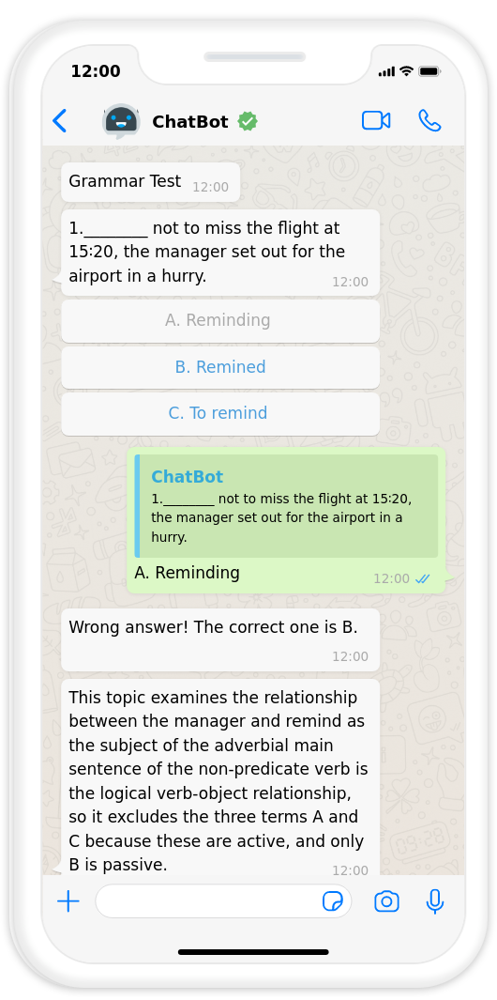 12:00
ChatBot
Grammar Test 12:00
1.________ not to miss the flight at
15:20, the manager set out for the
airport in a hurry. 12:00
A. Reminding
B. Remined
C. To remind
ChatBot
1.________ not to miss the flight at 15:20,
the manager set out for the airport in a
hurry.
A. Reminding 12:00
Wrong answer! The correct one is B.
12:00
This topic examines the relationship
between the manager and remind as
the subject of the adverbial main
sentence of the non-predicate verb is
the logical verb-object relationship,
so it excludes the three terms A and
C because these are active, and only
B is passive. 12:00